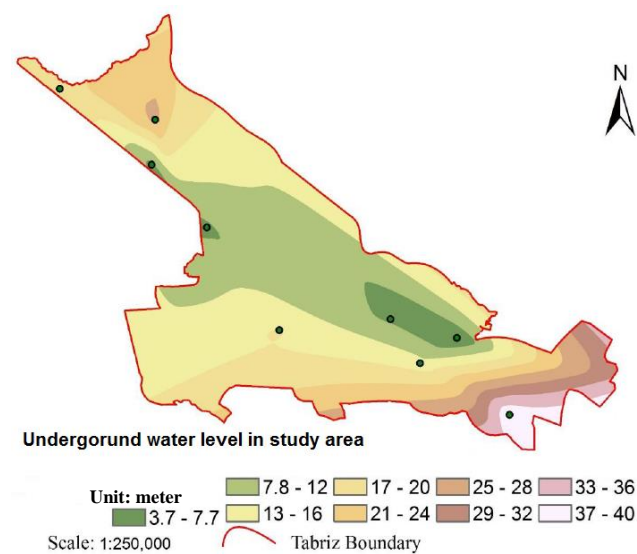 N
Undergorund water level in study area
Unit: meter
3.7 - 7.7
7.8 - 12
13 - 16
17 - 20
21 - 24
25 - 28
29 - 32
33 - 36
37 - 40
Scale: 1:250,000
Tabriz Boundary